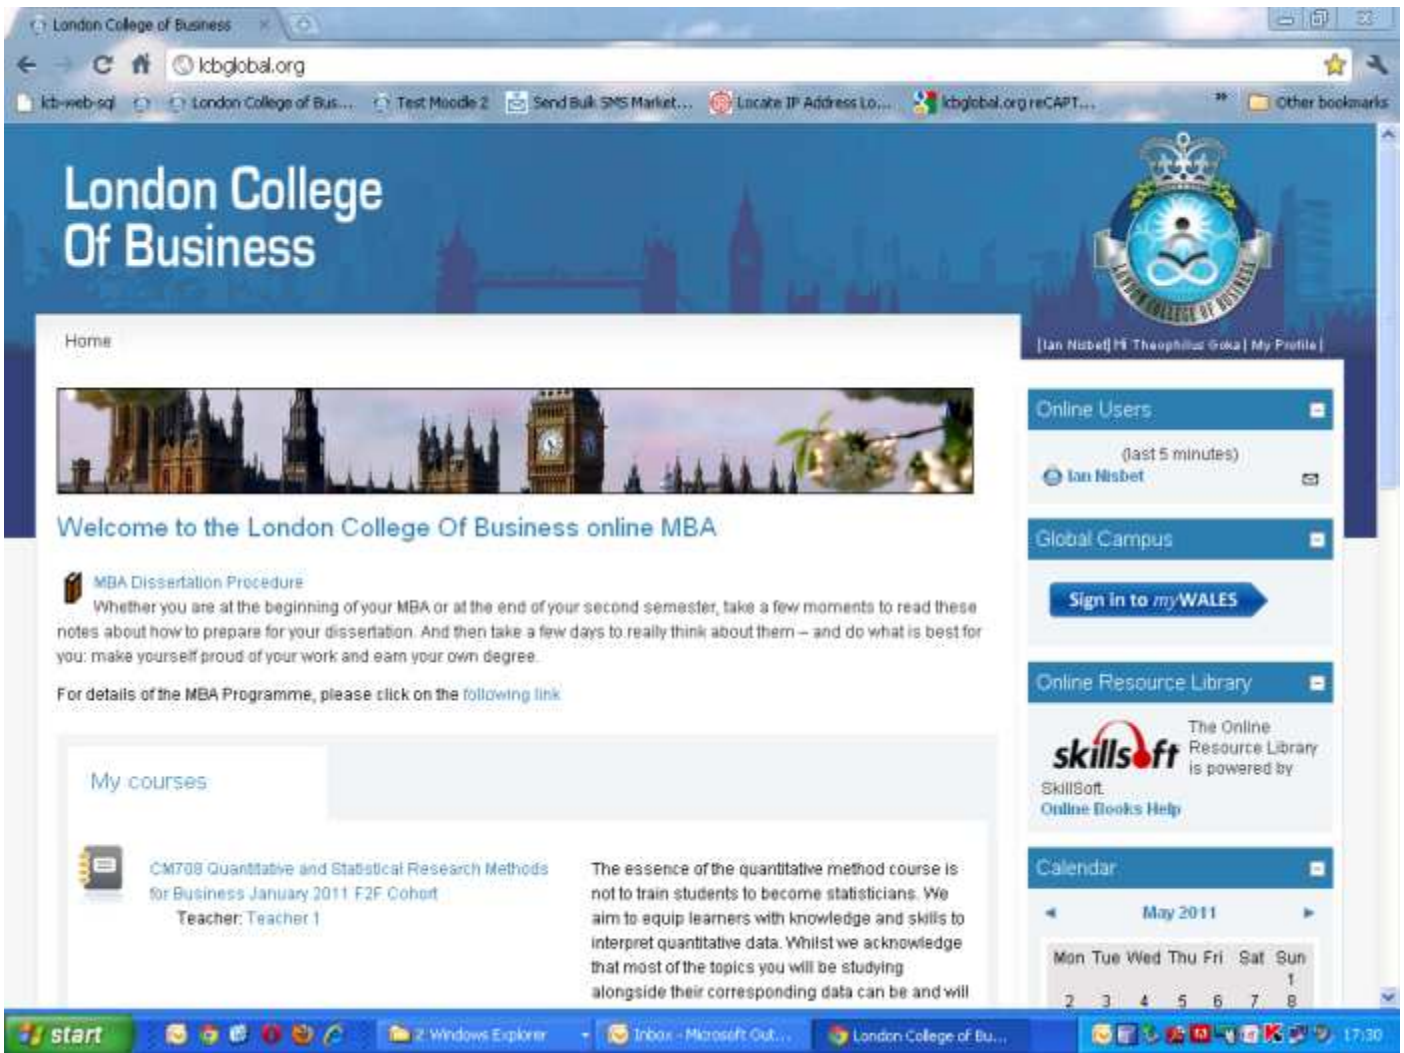 London College of Business
lcbglobal.org
lcb-web-sql London College of Bus... Test Moodle 2 Send Bulk SMS Market... Locate IP Address Lo... lcbglobal.org reCAPT... » Other bookmarks
London College
Of Business
LONDON COLLEGE OF BUSINESS
Home
[Ian Nisbet] Hi Theophilus Goka | My Profile |
Online Users
(last 5 minutes)
Ian Nisbet
Welcome to the London College Of Business online MBA
Global Campus
MBA Dissertation Procedure
Whether you are at the beginning of your MBA or at the end of your second semester, take a few moments to read these
notes about how to prepare for your dissertation. And then take a few days to really think about them – and do what is best for
you: make yourself proud of your work and earn your own degree.
Sign in to myWALES
For details of the MBA Programme, please click on the following link
Online Resource Library
skillsoft
The Online
Resource Library
is powered by
SkillSoft.
Online Books Help
My courses
CM708 Quantitative and Statistical Research Methods
for Business January 2011 F2F Cohort
Teacher: Teacher 1
The essence of the quantitative method course is
not to train students to become statisticians. We
aim to equip learners with knowledge and skills to
interpret quantitative data. Whilst we acknowledge
that most of the topics you will be studying
alongside their corresponding data can be and will
Calendar
May 2011
Mon Tue Wed Thu Fri Sat Sun
1
2 3 4 5 6 7 8
start 2 Windows Explorer Inbox - Microsoft Out... London College of Bu... 17:30